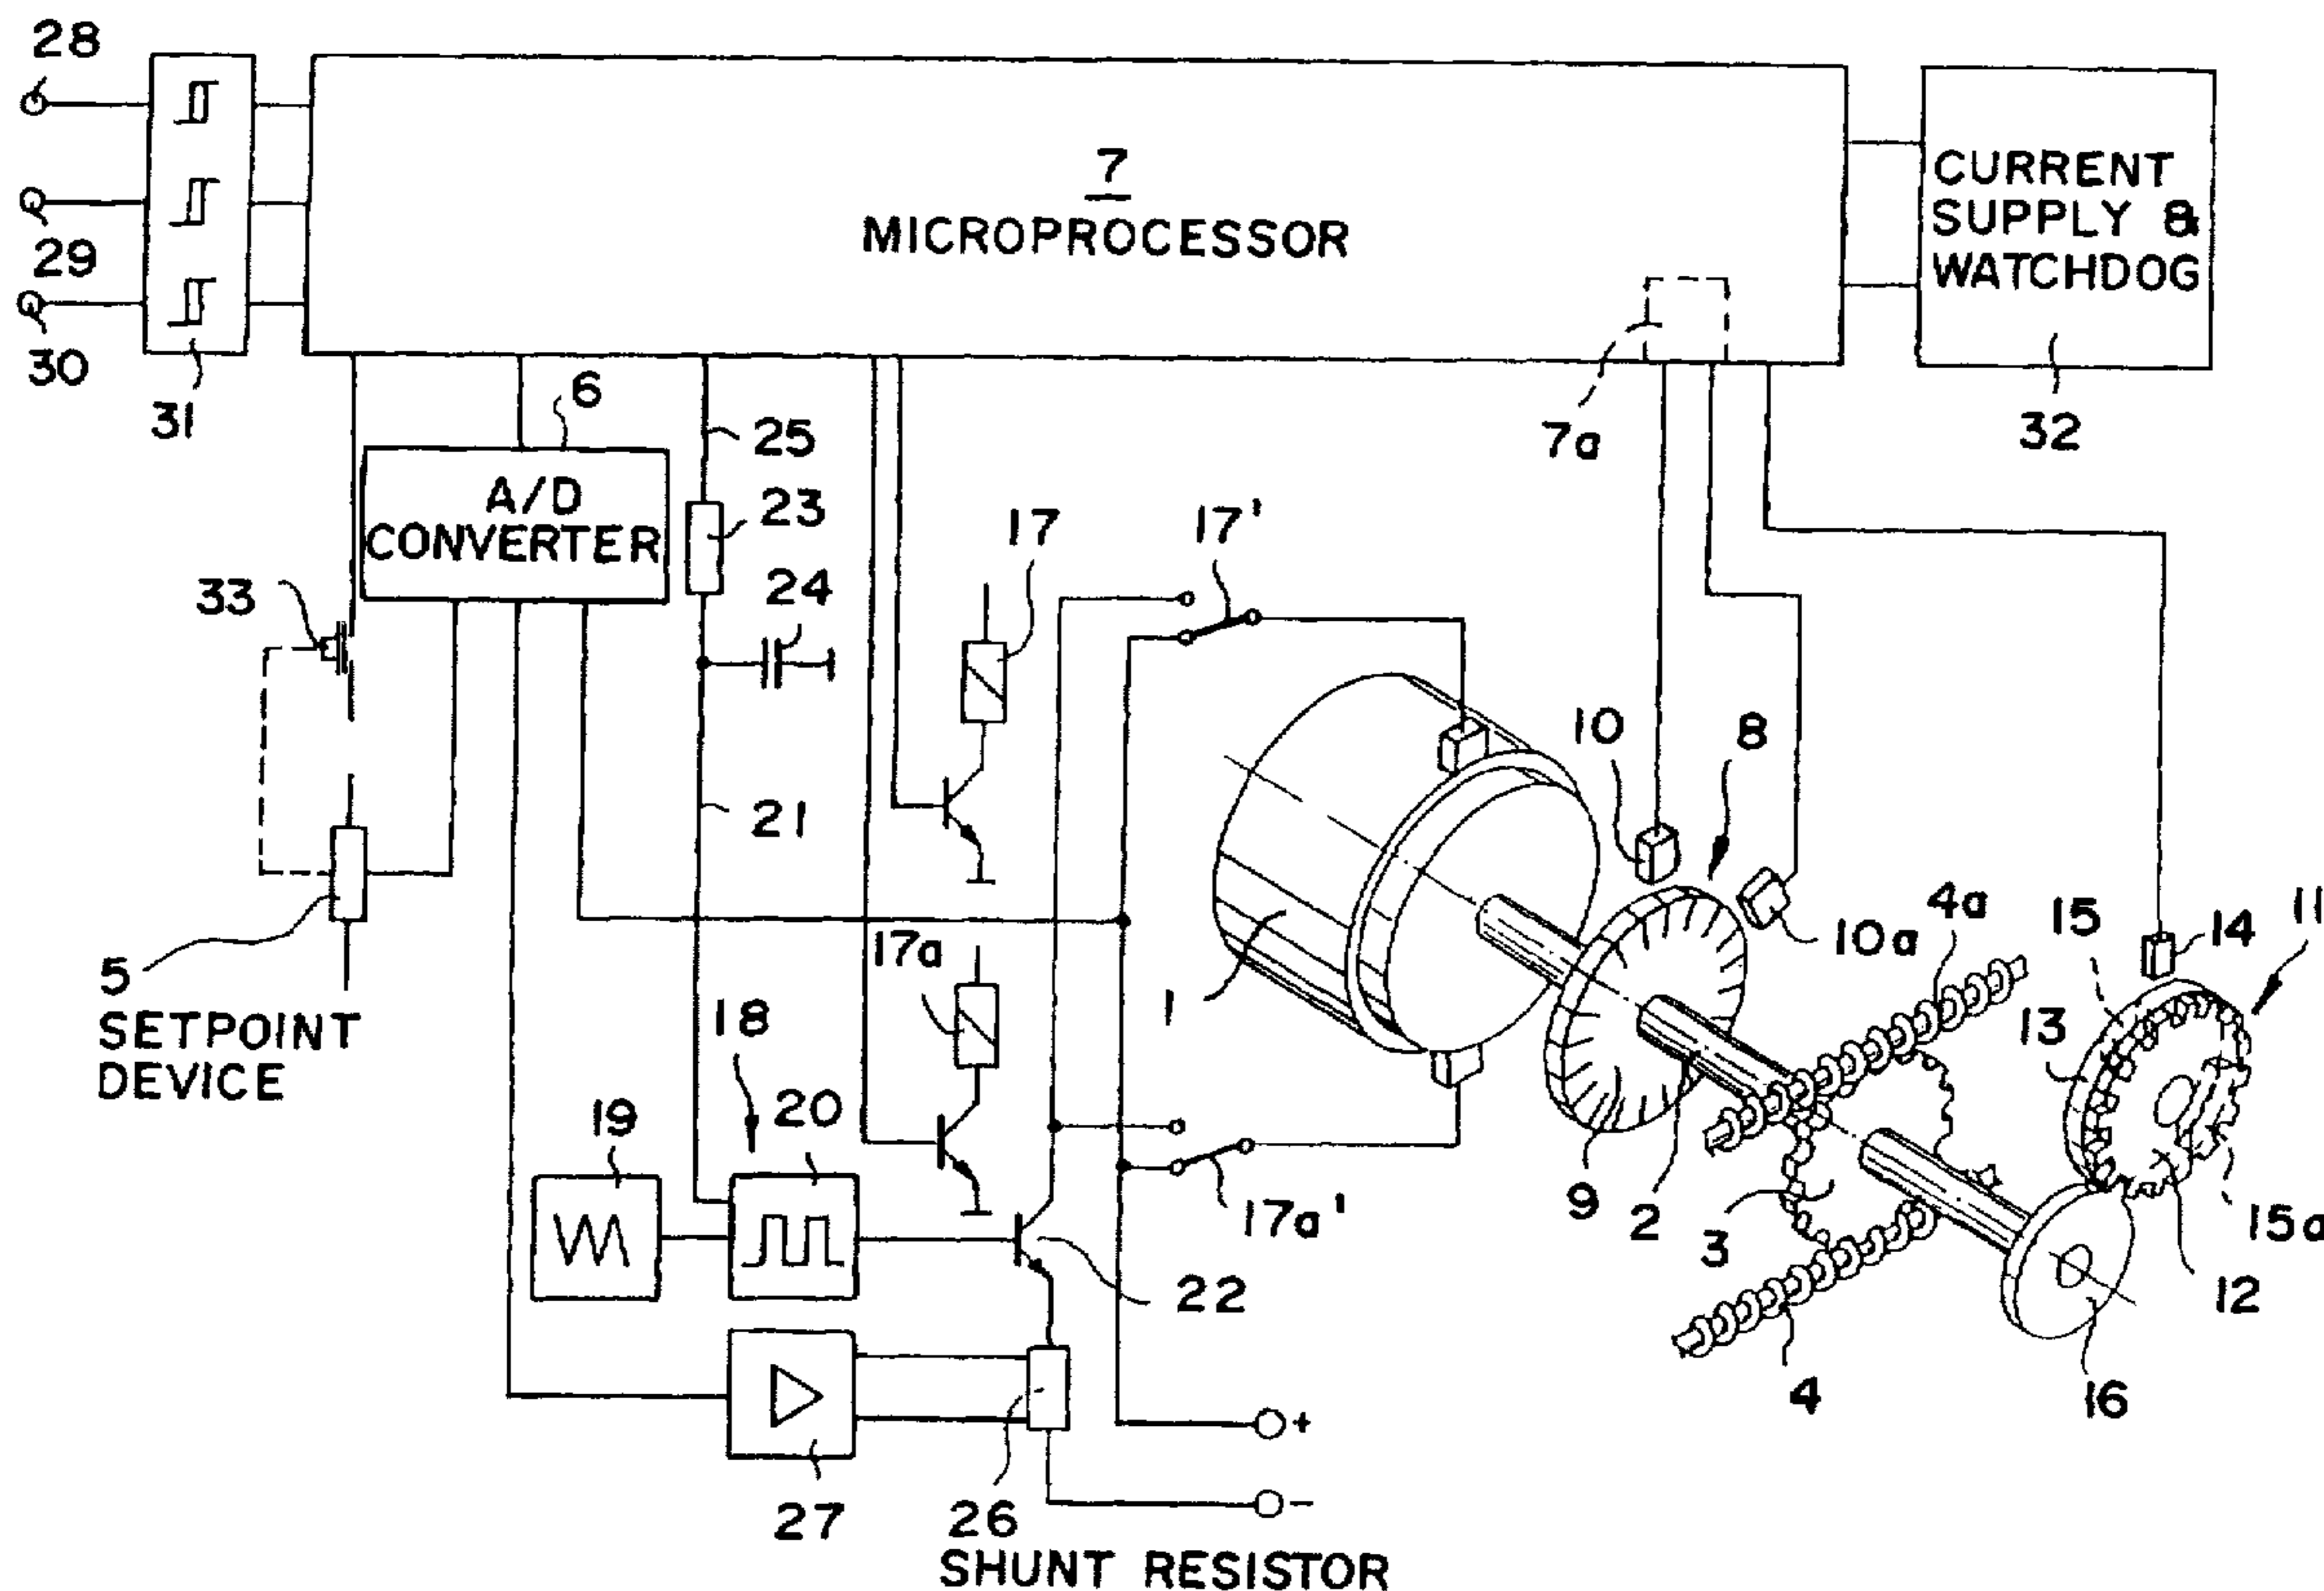 28
29
30
31
7
MICROPROCESSOR
CURRENT
SUPPLY &
WATCHDOG
32
7a
6
A/D
CONVERTER
25
23
24
33
17
17'
21
5
SETPOINT
DEVICE
17a
18
19
20
22
17a'
27
26
SHUNT RESISTOR
+
−
1
10
8
10a
4a
9
2
3
4
15
13
14
11
15a
12
16